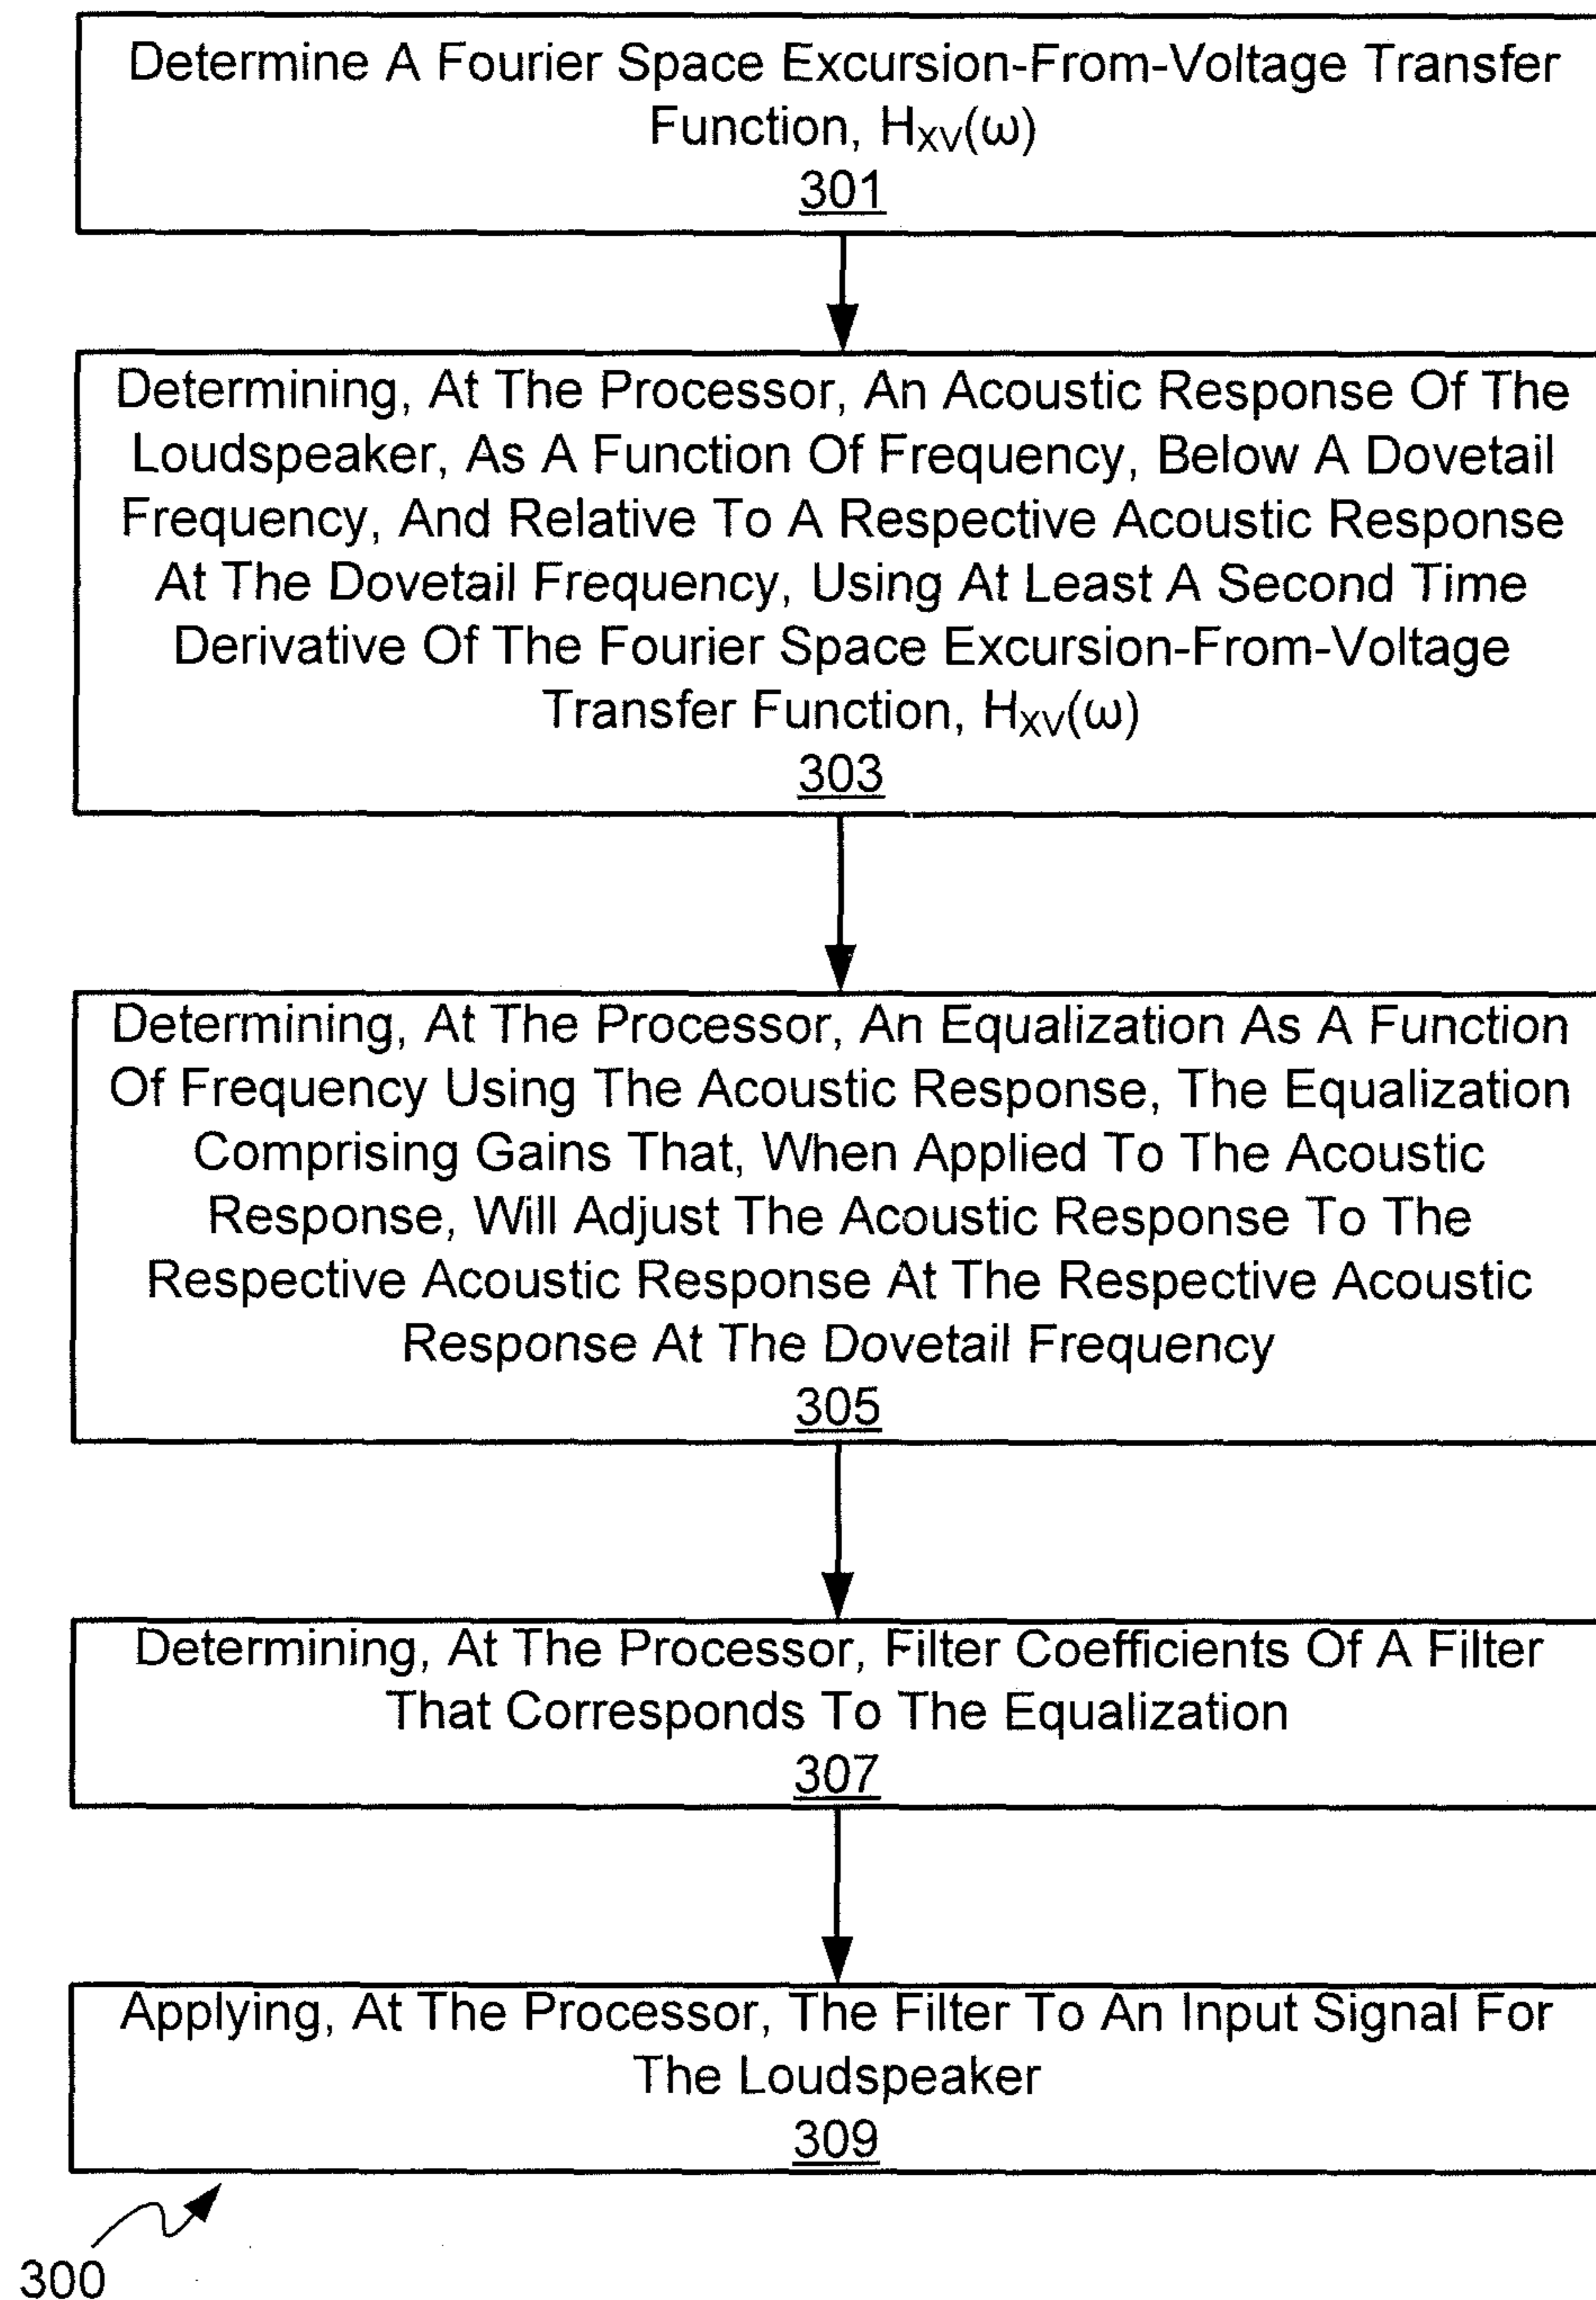 Determine A Fourier Space Excursion-From-Voltage Transfer
Function, HXV(ω)
301
Determining, At The Processor, An Acoustic Response Of The
Loudspeaker, As A Function Of Frequency, Below A Dovetail
Frequency, And Relative To A Respective Acoustic Response
At The Dovetail Frequency, Using At Least A Second Time
Derivative Of The Fourier Space Excursion-From-Voltage
Transfer Function, HXV(ω)
303
Determining, At The Processor, An Equalization As A Function
Of Frequency Using The Acoustic Response, The Equalization
Comprising Gains That, When Applied To The Acoustic
Response, Will Adjust The Acoustic Response To The
Respective Acoustic Response At The Respective Acoustic
Response At The Dovetail Frequency
305
Determining, At The Processor, Filter Coefficients Of A Filter
That Corresponds To The Equalization
307
Applying, At The Processor, The Filter To An Input Signal For
The Loudspeaker
309
300